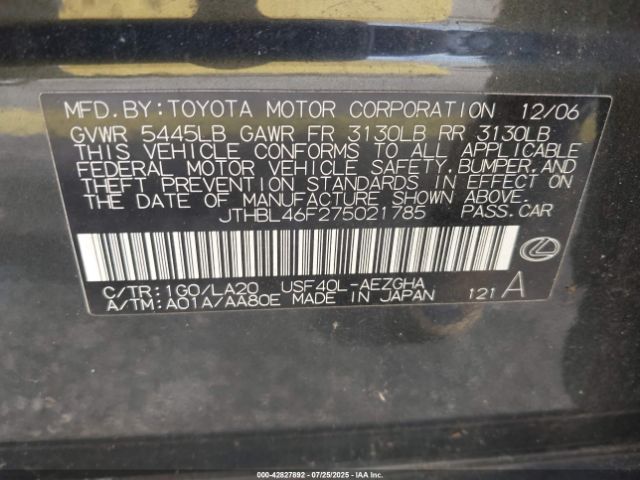 MFD.BY:TOYOTA MOTOR CORPORATION 12/06
GVWR 5445LB GAWR FR 3130LB RR 3130LB
THIS VEHICLE CONFORMS TO ALL APPLICABLE
FEDERAL MOTOR VEHICLE SAFETY,BUMPER,AND
THEFT PREVENTION STANDARDS IN EFFECT ON
THE DATE OF MANUFACTURE SHOWN ABOVE.
JTHBL46F275021785 PASS.CAR
C/TR:1G0/LA20 USF40L-AEZGHA
A/TM:A01A/AA80E MADE IN JAPAN 121 A
000-42827892 - 07/25/2025 - IAA, Inc.